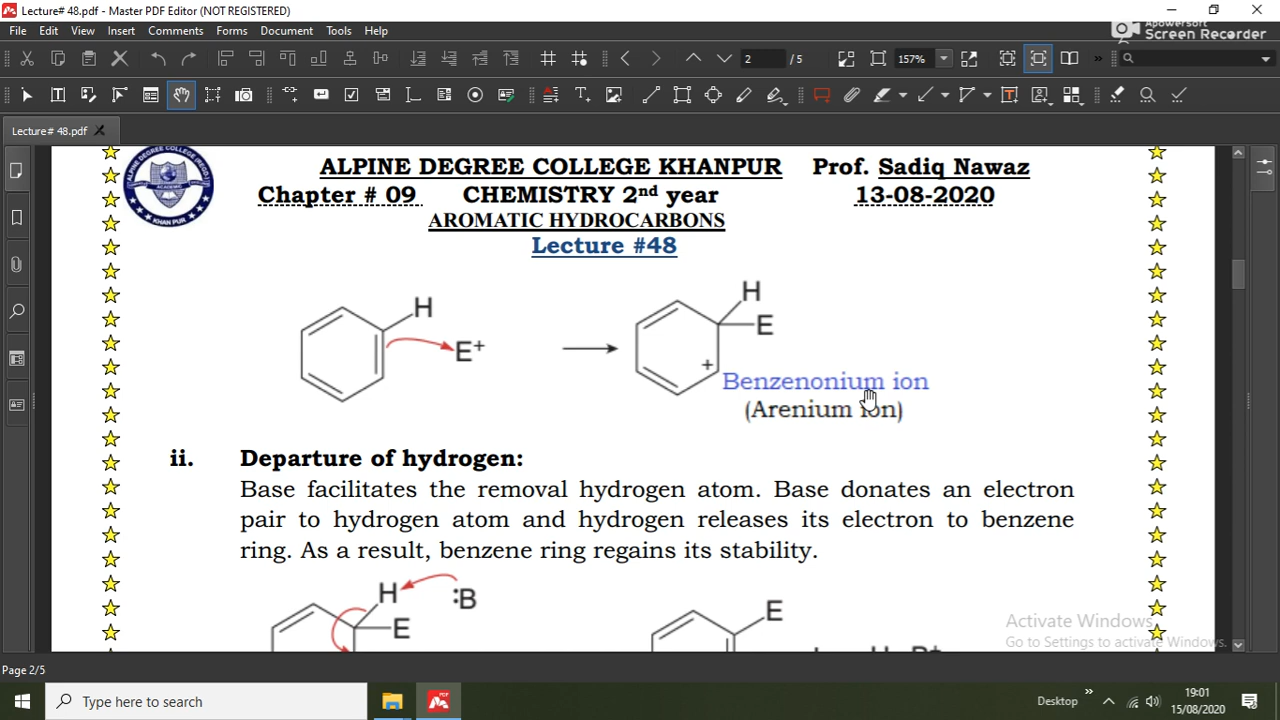 Lecture# 48.pdf - Master PDF Editor (NOT REGISTERED)
File Edit View Insert Comments Forms Document Tools Help
Apowersoft
Screen Recorder
2 / 5 157%
Lecture# 48.pdf
ALPINE DEGREE COLLEGE KHANPUR Prof. Sadiq Nawaz
Chapter # 09 CHEMISTRY 2nd year 13-08-2020
AROMATIC HYDROCARBONS
Lecture #48
H
E+
H
E
+
Benzenonium ion
(Arenium ion)
ii. Departure of hydrogen:
Base facilitates the removal hydrogen atom. Base donates an electron
pair to hydrogen atom and hydrogen releases its electron to benzene
ring. As a result, benzene ring regains its stability.
H :B
E
E
Activate Windows
Go to Settings to activate Windows.
Page 2/5
Type here to search
Desktop
19:01
15/08/2020